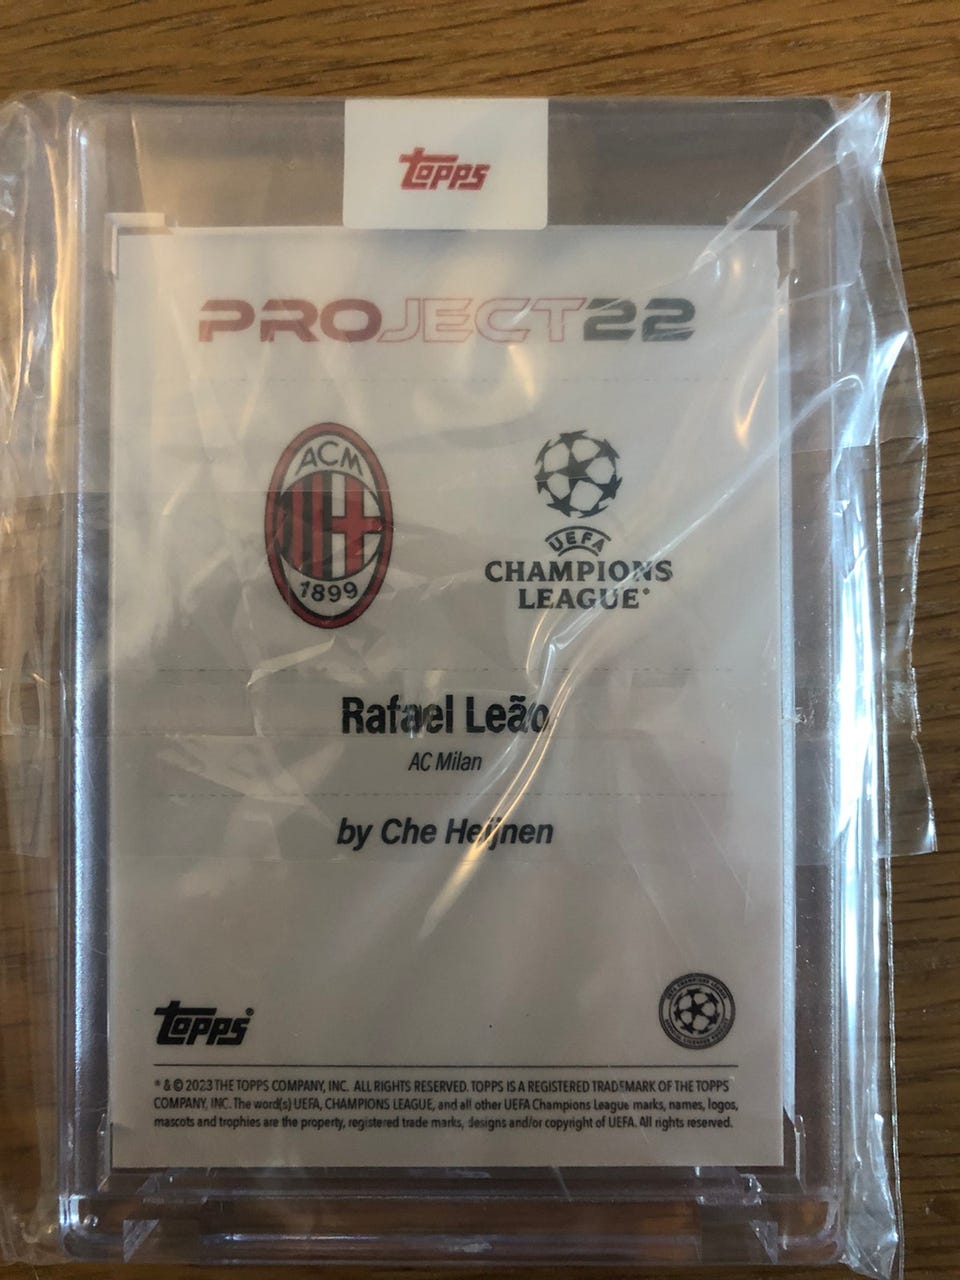 Topps
PROJECT22
ACM
1899
UEFA
CHAMPIONS
LEAGUE®
Rafael Leão
AC Milan
by Che Heijnen
Topps®
® & © 2023 THE TOPPS COMPANY, INC. ALL RIGHTS RESERVED. TOPPS IS A REGISTERED TRADEMARK OF THE TOPPS
COMPANY, INC. The word(s) UEFA, CHAMPIONS LEAGUE, and all other UEFA Champions League marks, names, logos,
mascots and trophies are the property, registered trade marks, designs and/or copyright of UEFA. All rights reserved.